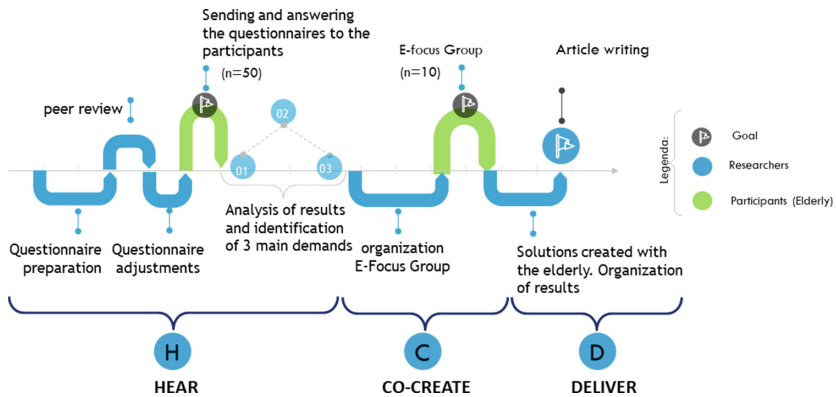 Sending and answering
the questionnaires to the
participants
(n=50)
E-focus Group
(n=10)
Article writing
peer review
02
01
03
Legenda:
Goal
Researchers
Participants (Elderly)
Questionnaire
preparation
Questionnaire
adjustments
Analysis of results
and identification
of 3 main demands
organization
E-Focus Group
Solutions created with
the elderly. Organization
of results
H
C
D
HEAR
CO-CREATE
DELIVER